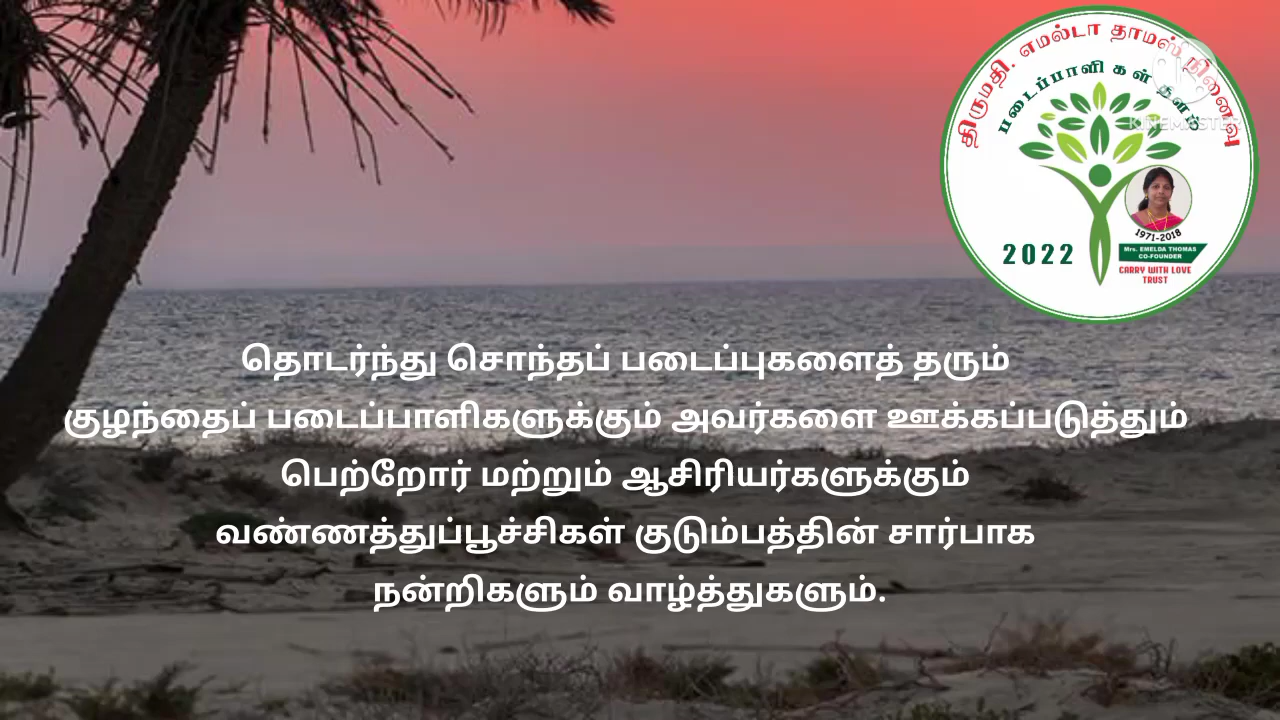 திருமதி. எமல்டா தாமஸ் நினைவு
படைப்பாளிகள் தளம்
KINEMASTER
1971-2018
2022
Mrs. EMELDA THOMAS
CO-FOUNDER
CARRY WITH LOVE
TRUST
தொடர்ந்து சொந்தப் படைப்புகளைத் தரும்
குழந்தைப் படைப்பாளிகளுக்கும் அவர்களை ஊக்கப்படுத்தும்
பெற்றோர் மற்றும் ஆசிரியர்களுக்கும்
வண்ணத்துப்பூச்சிகள் குடும்பத்தின் சார்பாக
நன்றிகளும் வாழ்த்துகளும்.